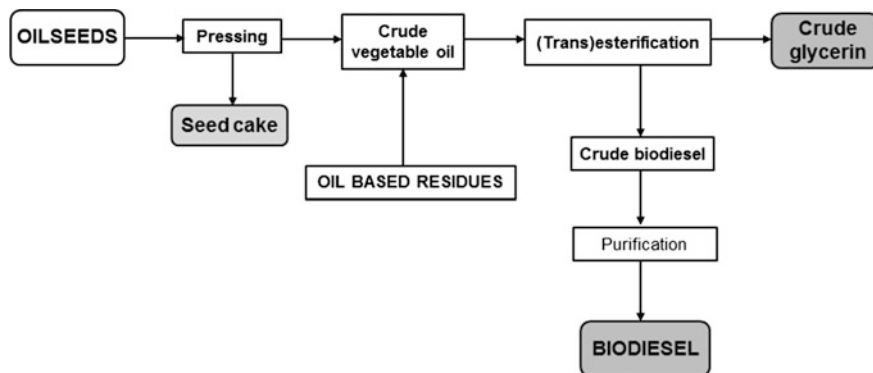 OILSEEDS
Pressing
Crude
vegetable oil
(Trans)esterification
Crude
glycerin
Seed cake
OIL BASED RESIDUES
Crude biodiesel
Purification
BIODIESEL